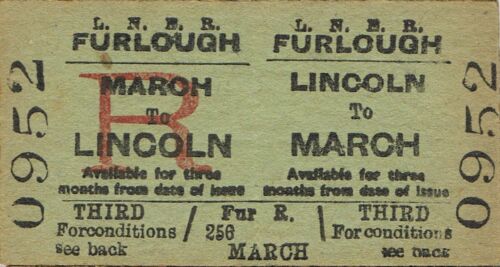 L. N. E. R.
FURLOUGH
MARCH
To
LINCOLN
Available for three
months from date of issue
THIRD
For conditions
see back
L. N. E. R.
FURLOUGH
LINCOLN
To
MARCH
Available for three
months from date of issue
THIRD
For conditions
see back
/ Fur R. /
256
MARCH
R
0952
0952